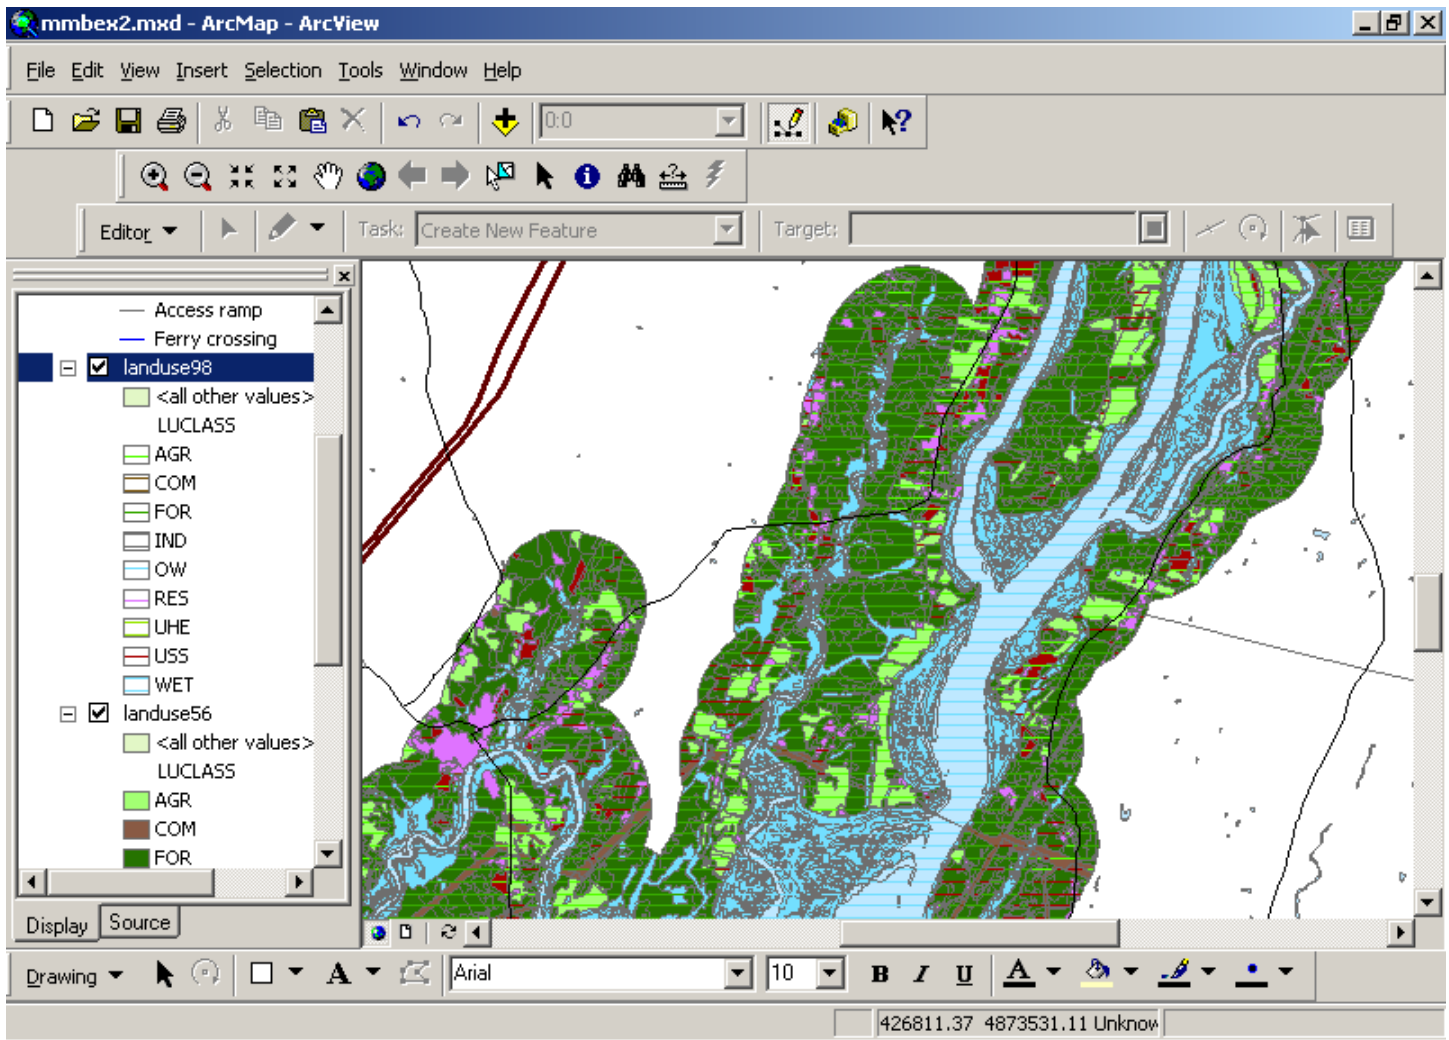 mmbex2.mxd - ArcMap - ArcView
File Edit View Insert Selection Tools Window Help
0:0
Editor Task: Create New Feature Target:
Access ramp
Ferry crossing
landuse98
<all other values>
LUCLASS
AGR
COM
FOR
IND
OW
RES
UHE
USS
WET
landuse56
<all other values>
LUCLASS
AGR
COM
FOR
Display Source
Drawing A Arial 10 B I U A
426811.37 4873531.11 Unknow